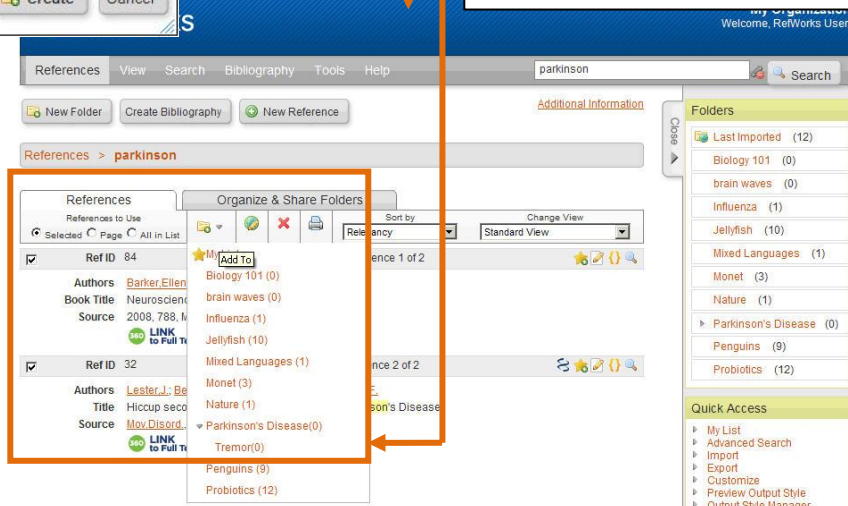 Create Cancel
S
My Organization
Welcome, RefWorks User
References View Search Bibliography Tools Help parkinson Search
New Folder Create Bibliography New Reference Additional Information
Close
References > parkinson
References Organize & Share Folders
References to Use
Selected Page All in List
Sort by
Relevancy
Change View
Standard View
Add To
Ref ID 84 ence 1 of 2
Authors Barker,Ellen
Book Title
Source 2008, 788,
360 LINK
to Full
Ref ID 32 nce 2 of 2
Authors Lester,J.; Be
Title Hiccup seco son's Disease
Source Mov.Disord.,
360 LINK
to Full
Biology 101 (0)
brain waves (0)
Influenza (1)
Jellyfish (10)
Mixed Languages (1)
Monet (3)
Nature (1)
Parkinson's Disease(0)
Tremor(0)
Penguins (9)
Probiotics (12)
Folders
Last Imported (12)
Biology 101 (0)
brain waves (0)
Influenza (1)
Jellyfish (10)
Mixed Languages (1)
Monet (3)
Nature (1)
Parkinson's Disease (0)
Penguins (9)
Probiotics (12)
Quick Access
My List
Advanced Search
Import
Export
Customize
Preview Output Style
Output Style Manager